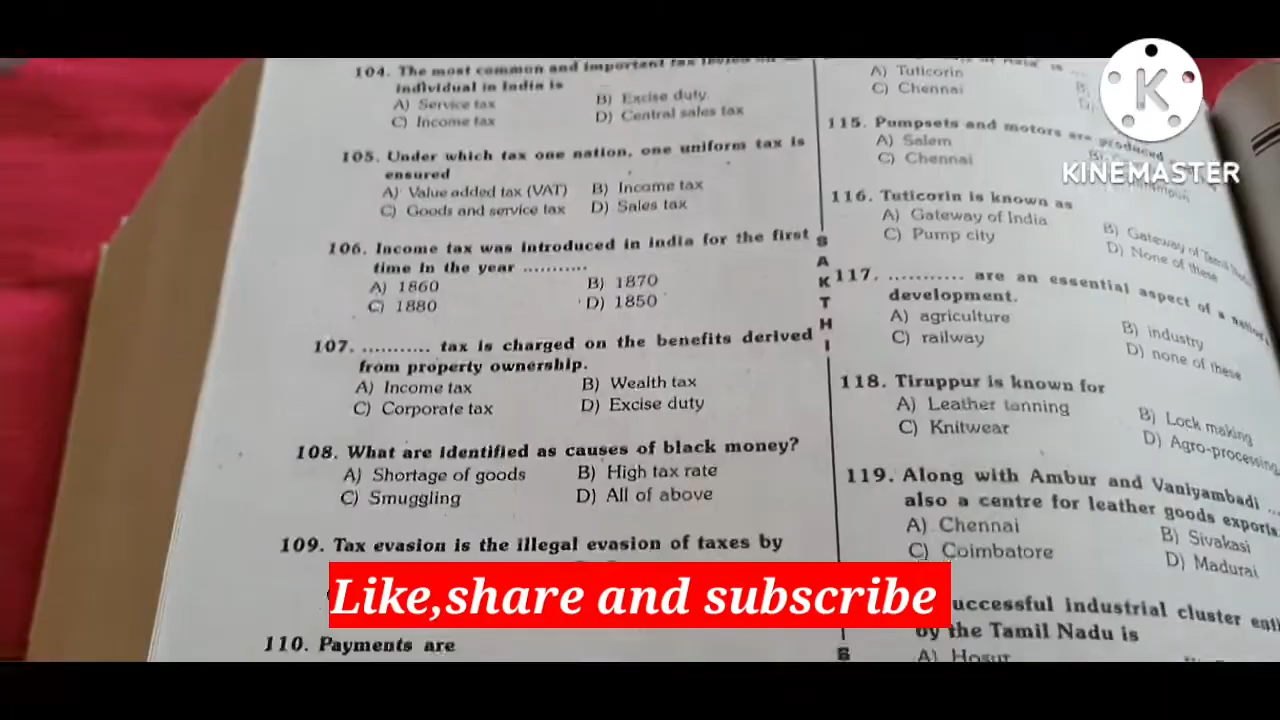 104. The most common and important tax levied on
individual in India is
A) Service tax B) Excise duty
C) Income tax D) Central sales tax
105. Under which tax one nation, one uniform tax is
ensured
A) Value added tax (VAT) B) Income tax
C) Goods and service tax D) Sales tax
106. Income tax was introduced in india for the first
time in the year ...........
A) 1860 B) 1870
C) 1880 D) 1850
107. ........... tax is charged on the benefits derived
from property ownership.
A) Income tax B) Wealth tax
C) Corporate tax D) Excise duty
108. What are identified as causes of black money?
A) Shortage of goods B) High tax rate
C) Smuggling D) All of above
109. Tax evasion is the illegal evasion of taxes by
110. Payments are
S
A
K
T
H
I
A) Tuticorin B)
C) Chennai D)
115. Pumpsets and motors are produced
A) Salem
C) Chennai
116. Tuticorin is known as
A) Gateway of India B) Gateway of Tamil
C) Pump city D) None of these
117. ........... are an essential aspect of a
development.
A) agriculture B) industry
C) railway D) none of these
118. Tiruppur is known for
A) Leather tanning B) Lock making
C) Knitwear D) Agro-processing
119. Along with Ambur and Vaniyambadi ...
also a centre for leather goods exports.
A) Chennai B) Sivakasi
C) Coimbatore D) Madurai
uccessful industrial cluster
by the Tamil Nadu is
A) Hosur
Like,share and subscribe
K
KINEMASTER